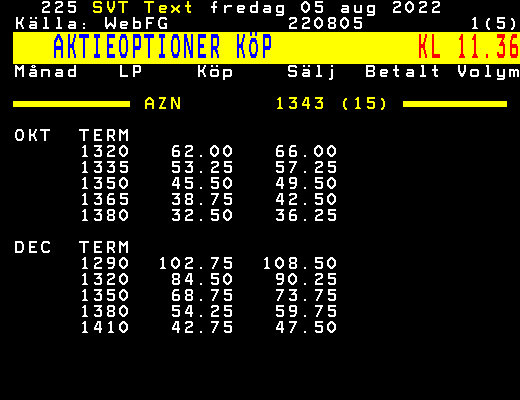 225 SVT Text fredag 05 aug 2022
Källa: WebFG 220805 1(5)
AKTIEOPTIONER KÖP KL 11.36
Månad LP Köp Sälj Betalt Volym
AZN 1343 (15)
OKT TERM
1320 62.00 66.00
1335 53.25 57.25
1350 45.50 49.50
1365 38.75 42.50
1380 32.50 36.25
DEC TERM
1290 102.75 108.50
1320 84.50 90.25
1350 68.75 73.75
1380 54.25 59.75
1410 42.75 47.50